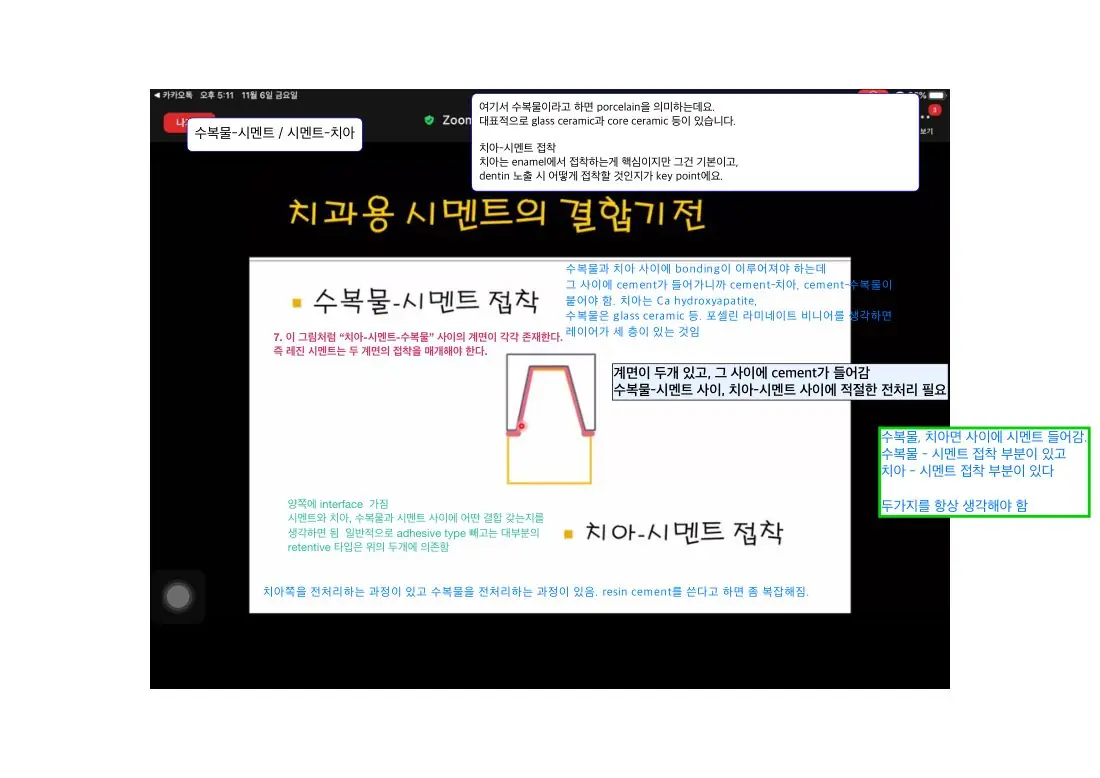 카카오톡 오후 5:11 11월 6일 금요일
수복물-시멘트 / 시멘트-치아
Zoom
3
보기
여기서 수복물이라고 하면 porcelain을 의미하는데요.
대표적으로 glass ceramic과 core ceramic 등이 있습니다.
치아-시멘트 접착
치아는 enamel에서 접착하는게 핵심이지만 그건 기본이고,
dentin 노출 시 어떻게 접착할 것인지가 key point에요.
치과용 시멘트의 결합기전
수복물과 치아 사이에 bonding이 이루어져야 하는데
그 사이에 cement가 들어가니까 cement-치아, cement-수복물이
붙어야 함. 치아는 Ca hydroxyapatite,
수복물은 glass ceramic 등. 포셀린 라미네이트 비니어를 생각하면
레이어가 세 층이 있는 것임
수복물-시멘트 접착
7. 이 그림처럼 “치아-시멘트-수복물” 사이의 계면이 각각 존재한다.
즉 레진 시멘트는 두 계면의 접착을 매개해야 한다.
계면이 두개 있고, 그 사이에 cement가 들어감
수복물-시멘트 사이, 치아-시멘트 사이에 적절한 전처리 필요
수복물, 치아면 사이에 시멘트 들어감.
수복물 - 시멘트 접착 부분이 있고
치아 - 시멘트 접착 부분이 있다
두가지를 항상 생각해야 함
양쪽에 interface 가짐
시멘트와 치아, 수복물과 시멘트 사이에 어떤 결합 갖는지를
생각하면 됨 일반적으로 adhesive type 빼고는 대부분의
retentive 타입은 위의 두개에 의존함
치아-시멘트 접착
치아쪽을 전처리하는 과정이 있고 수복물을 전처리하는 과정이 있음. resin cement를 쓴다고 하면 좀 복잡해짐.